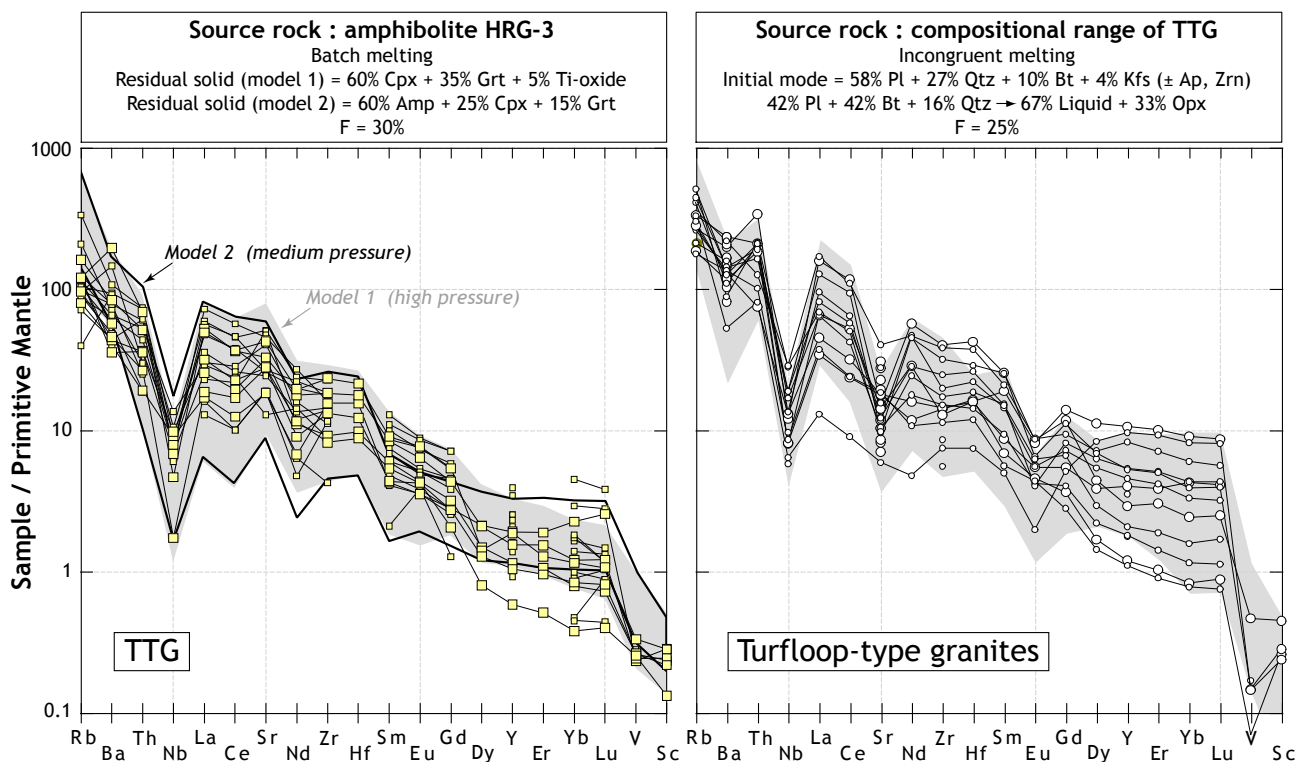 Source rock : amphibolite HRG-3
Batch melting
Residual solid (model 1) = 60% Cpx + 35% Grt + 5% Ti-oxide
Residual solid (model 2) = 60% Amp + 25% Cpx + 15% Grt
F = 30%
Source rock : compositional range of TTG
Incongruent melting
Initial mode = 58% Pl + 27% Qtz + 10% Bt + 4% Kfs (± Ap, Zrn)
42% Pl + 42% Bt + 16% Qtz → 67% Liquid + 33% Opx
F = 25%
Sample / Primitive Mantle
1000
100
10
1
0.1
Model 2 (medium pressure)
Model 1 (high pressure)
TTG
Turfloop-type granites
Rb Th La Sr Zr Sm Gd Y Yb V
Ba Nb Ce Nd Hf Eu Dy Er Lu Sc
Rb Th La Sr Zr Sm Gd Y Yb V
Ba Nb Ce Nd Hf Eu Dy Er Lu Sc